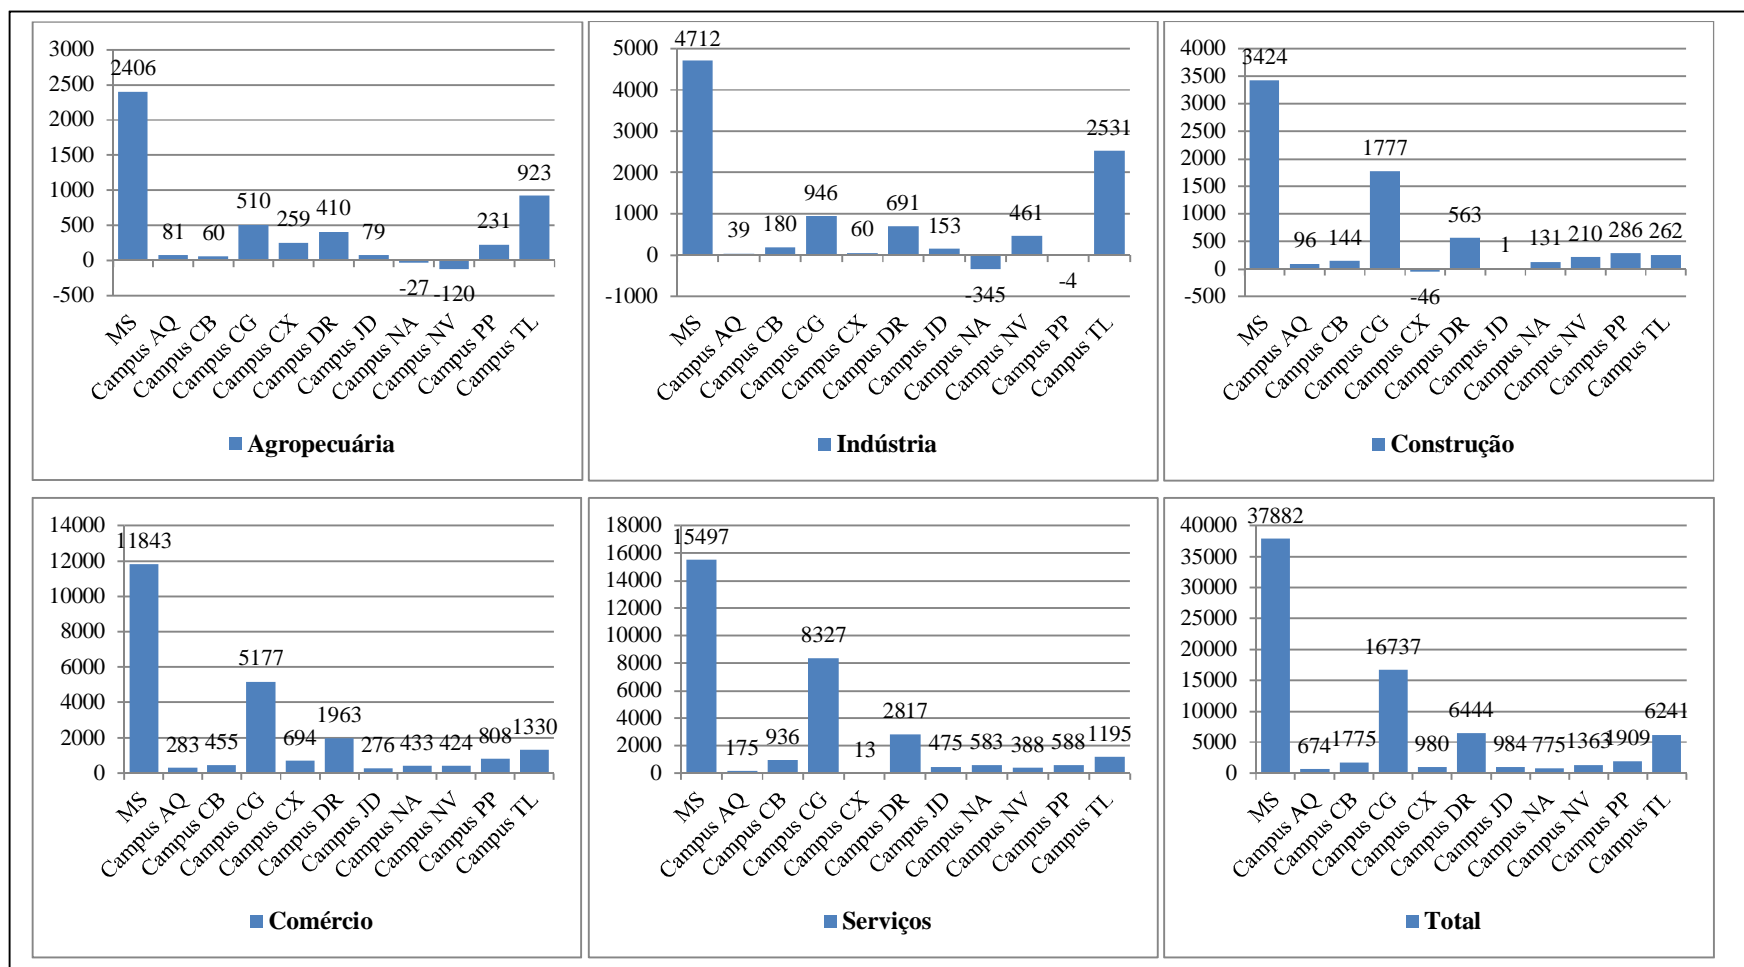 3000
2500
2000
1500
1000
500
0
-500
2406
81
60
510
259
410
79
-27
-120
231
923
MS
Campus AQ
Campus CB
Campus CG
Campus CX
Campus DR
Campus JD
Campus NA
Campus NV
Campus PP
Campus TL
Agropecuária
5000
4000
3000
2000
1000
0
-1000
4712
39
180
946
60
691
153
-345
461
-4
2531
MS
Campus AQ
Campus CB
Campus CG
Campus CX
Campus DR
Campus JD
Campus NA
Campus NV
Campus PP
Campus TL
Indústria
4000
3500
3000
2500
2000
1500
1000
500
0
-500
3424
96
144
1777
-46
563
1
131
210
286
262
MS
Campus AQ
Campus CB
Campus CG
Campus CX
Campus DR
Campus JD
Campus NA
Campus NV
Campus PP
Campus TL
Construção
14000
12000
10000
8000
6000
4000
2000
0
11843
283
455
5177
694
1963
276
433
424
808
1330
MS
Campus AQ
Campus CB
Campus CG
Campus CX
Campus DR
Campus JD
Campus NA
Campus NV
Campus PP
Campus TL
Comércio
18000
16000
14000
12000
10000
8000
6000
4000
2000
0
15497
175
936
8327
13
2817
475
583
388
588
1195
MS
Campus AQ
Campus CB
Campus CG
Campus CX
Campus DR
Campus JD
Campus NA
Campus NV
Campus PP
Campus TL
Serviços
40000
35000
30000
25000
20000
15000
10000
5000
0
37882
674
1775
16737
980
6444
984
775
1363
1909
6241
MS
Campus AQ
Campus CB
Campus CG
Campus CX
Campus DR
Campus JD
Campus NA
Campus NV
Campus PP
Campus TL
Total